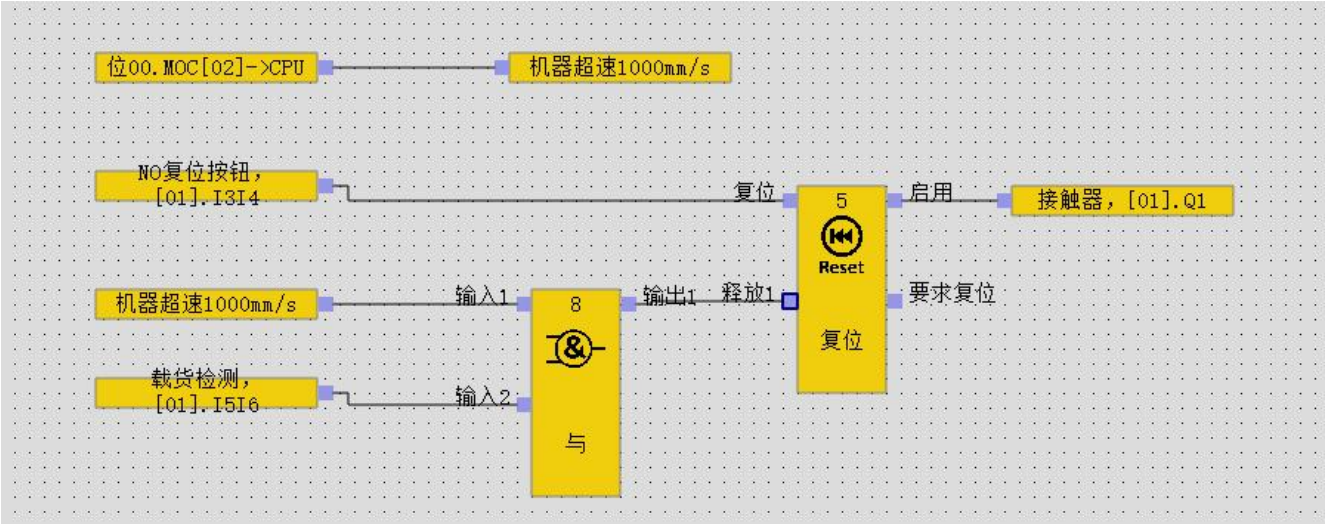 位00.MOC[02]->CPU
机器超速1000mm/s
NO复位按钮，
[01].I3I4
复位
5
启用
接触器，[01].Q1
Reset
机器超速1000mm/s
输入1
8
输出1
释放1
要求复位
&
复位
载货检测，
[01].I5I6
输入2
与